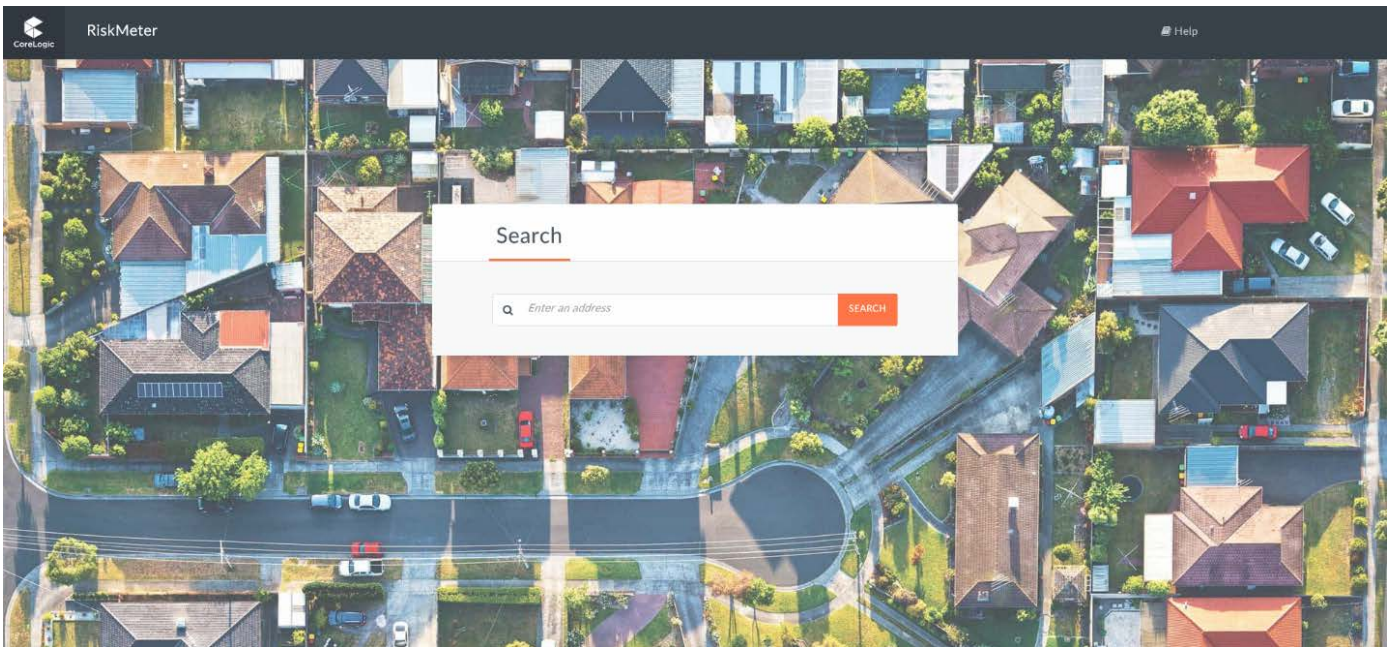 CoreLogic
RiskMeter
Help
Search
Enter an address
SEARCH